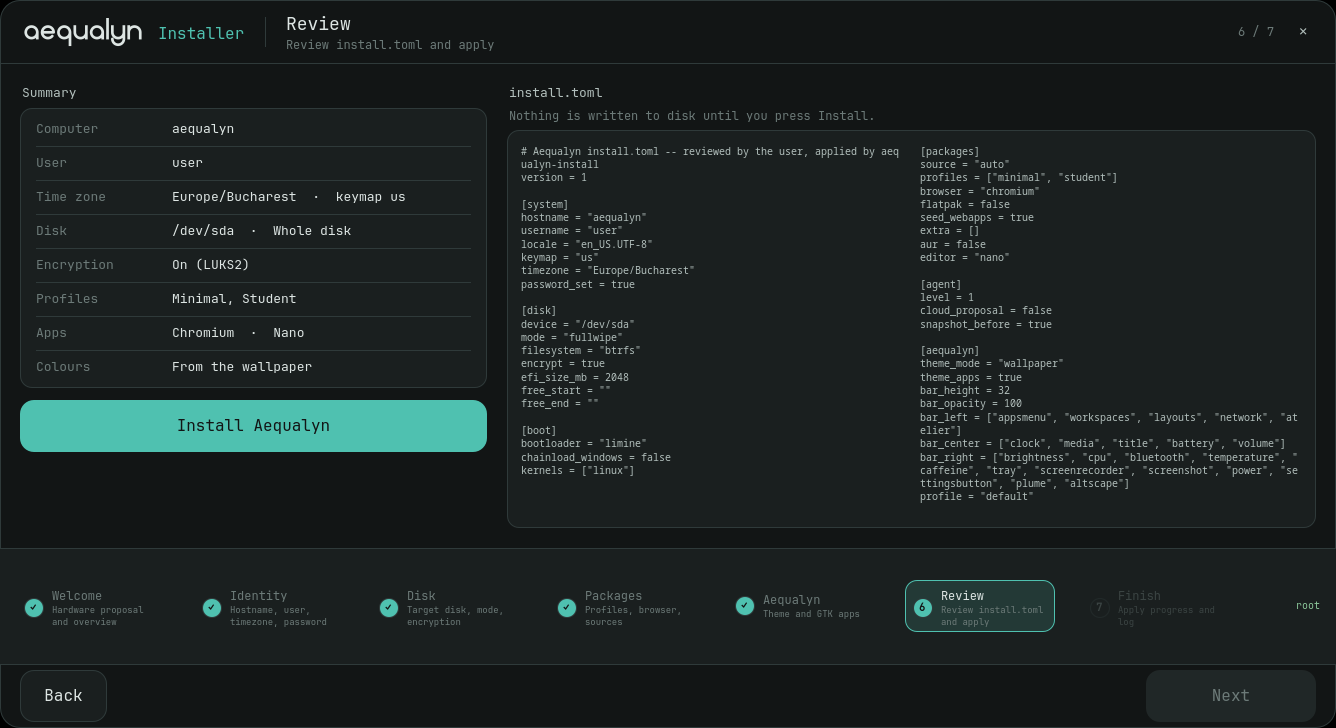 aequalyn Installer
Review
Review install.toml and apply
6 / 7
×
Summary
Computer aequalyn
User user
Time zone Europe/Bucharest · keymap us
Disk /dev/sda · Whole disk
Encryption On (LUKS2)
Profiles Minimal, Student
Apps Chromium · Nano
Colours From the wallpaper
Install Aequalyn
install.toml
Nothing is written to disk until you press Install.
# Aequalyn install.toml -- reviewed by the user, applied by aeq
ualyn-install
version = 1
[system]
hostname = "aequalyn"
username = "user"
locale = "en_US.UTF-8"
keymap = "us"
timezone = "Europe/Bucharest"
password_set = true
[disk]
device = "/dev/sda"
mode = "fullwipe"
filesystem = "btrfs"
encrypt = true
efi_size_mb = 2048
free_start = ""
free_end = ""
[boot]
bootloader = "limine"
chainload_windows = false
kernels = ["linux"]
[packages]
source = "auto"
profiles = ["minimal", "student"]
browser = "chromium"
flatpak = false
seed_webapps = true
extra = []
aur = false
editor = "nano"
[agent]
level = 1
cloud_proposal = false
snapshot_before = true
[aequalyn]
theme_mode = "wallpaper"
theme_apps = true
bar_height = 32
bar_opacity = 100
bar_left = ["appsmenu", "workspaces", "layouts", "network", "at
elier"]
bar_center = ["clock", "media", "title", "battery", "volume"]
bar_right = ["brightness", "cpu", "bluetooth", "temperature", "
caffeine", "tray", "screenrecorder", "screenshot", "power", "se
ttingsbutton", "plume", "altscape"]
profile = "default"
Welcome
Hardware proposal
and overview
Identity
Hostname, user,
timezone, password
Disk
Target disk, mode,
encryption
Packages
Profiles, browser,
sources
Aequalyn
Theme and GTK apps
6
Review
Review install.toml
and apply
7
Finish
Apply progress and
log
root
Back
Next